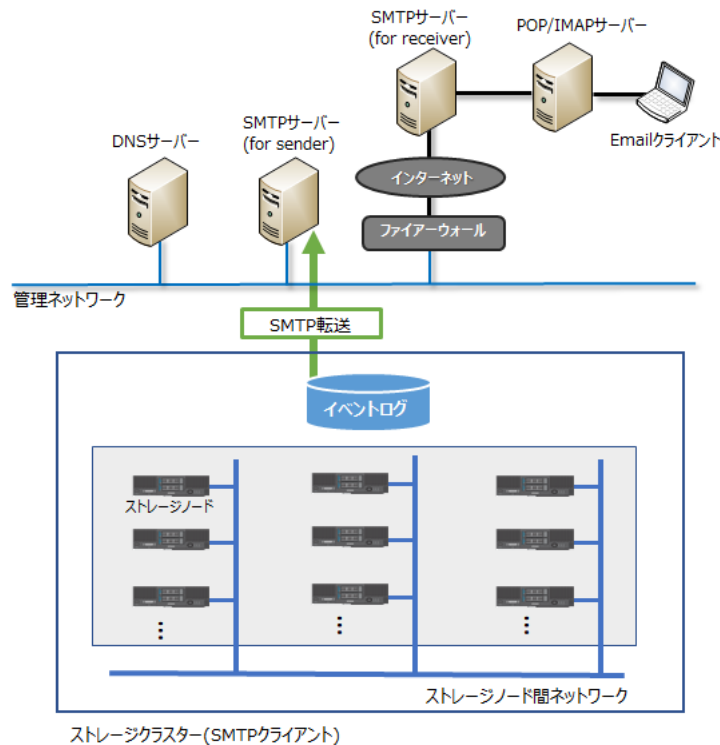 SMTPサーバー
(for receiver)
POP/IMAPサーバー
DNSサーバー
SMTPサーバー
(for sender)
Emailクライアント
インターネット
ファイアーウォール
管理ネットワーク
SMTP転送
イベントログ
ストレージノード
ストレージノード間ネットワーク
ストレージクラスター(SMTPクライアント)